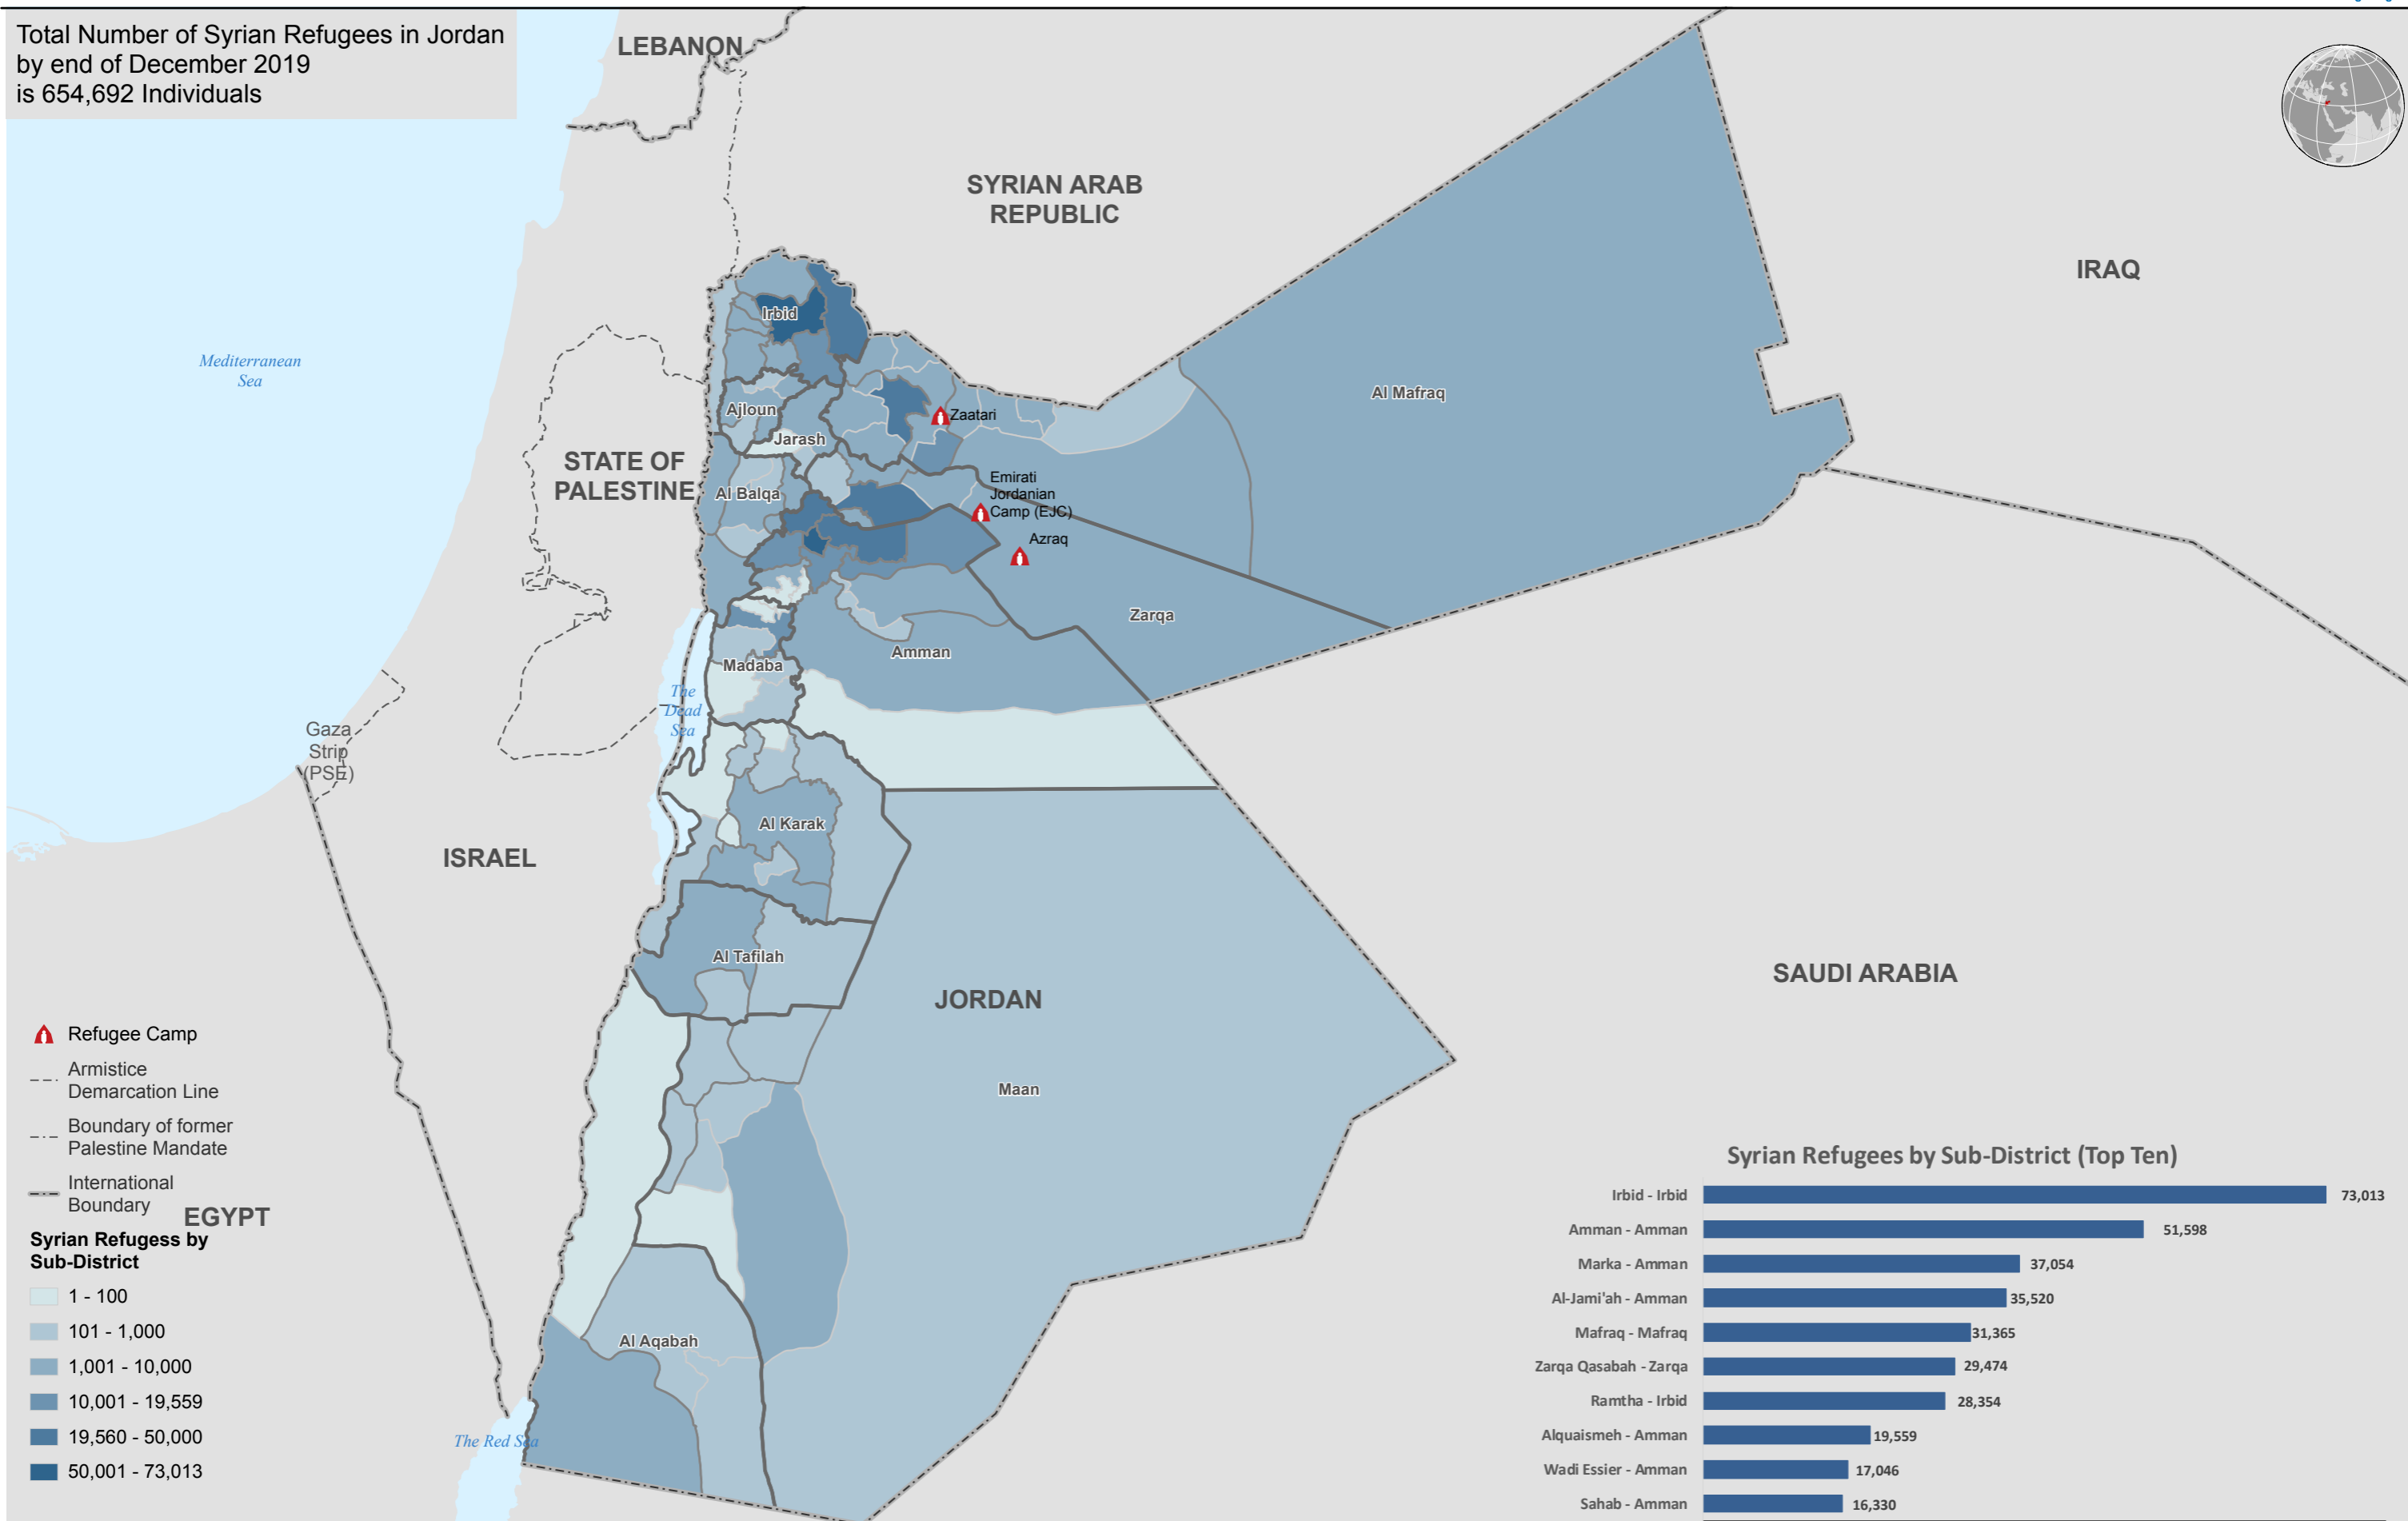 Total Number of Syrian Refugees in Jordan
by end of December 2019
is 654,692 Individuals
LEBANON
SYRIAN ARAB
REPUBLIC
IRAQ
Mediterranean
Sea
Irbid
Al Mafraq
Ajloun
Zaatari
Jarash
STATE OF
PALESTINE
Al Balqa
Emirati
Jordanian
Camp (EJC)
Azraq
Zarqa
Amman
Madaba
The
Dead
Sea
Gaza
Strip
(PSE)
Al Karak
ISRAEL
Al Tafilah
JORDAN
SAUDI ARABIA
Maan
Al Aqabah
The Red Sea
EGYPT
Refugee Camp
Armistice
Demarcation Line
Boundary of former
Palestine Mandate
International
Boundary
Syrian Refugess by
Sub-District
1 - 100
101 - 1,000
1,001 - 10,000
10,001 - 19,559
19,560 - 50,000
50,001 - 73,013
Syrian Refugees by Sub-District (Top Ten)
Irbid - Irbid 73,013
Amman - Amman 51,598
Marka - Amman 37,054
Al-Jami'ah - Amman 35,520
Mafraq - Mafraq 31,365
Zarqa Qasabah - Zarqa 29,474
Ramtha - Irbid 28,354
Alquaismeh - Amman 19,559
Wadi Essier - Amman 17,046
Sahab - Amman 16,330